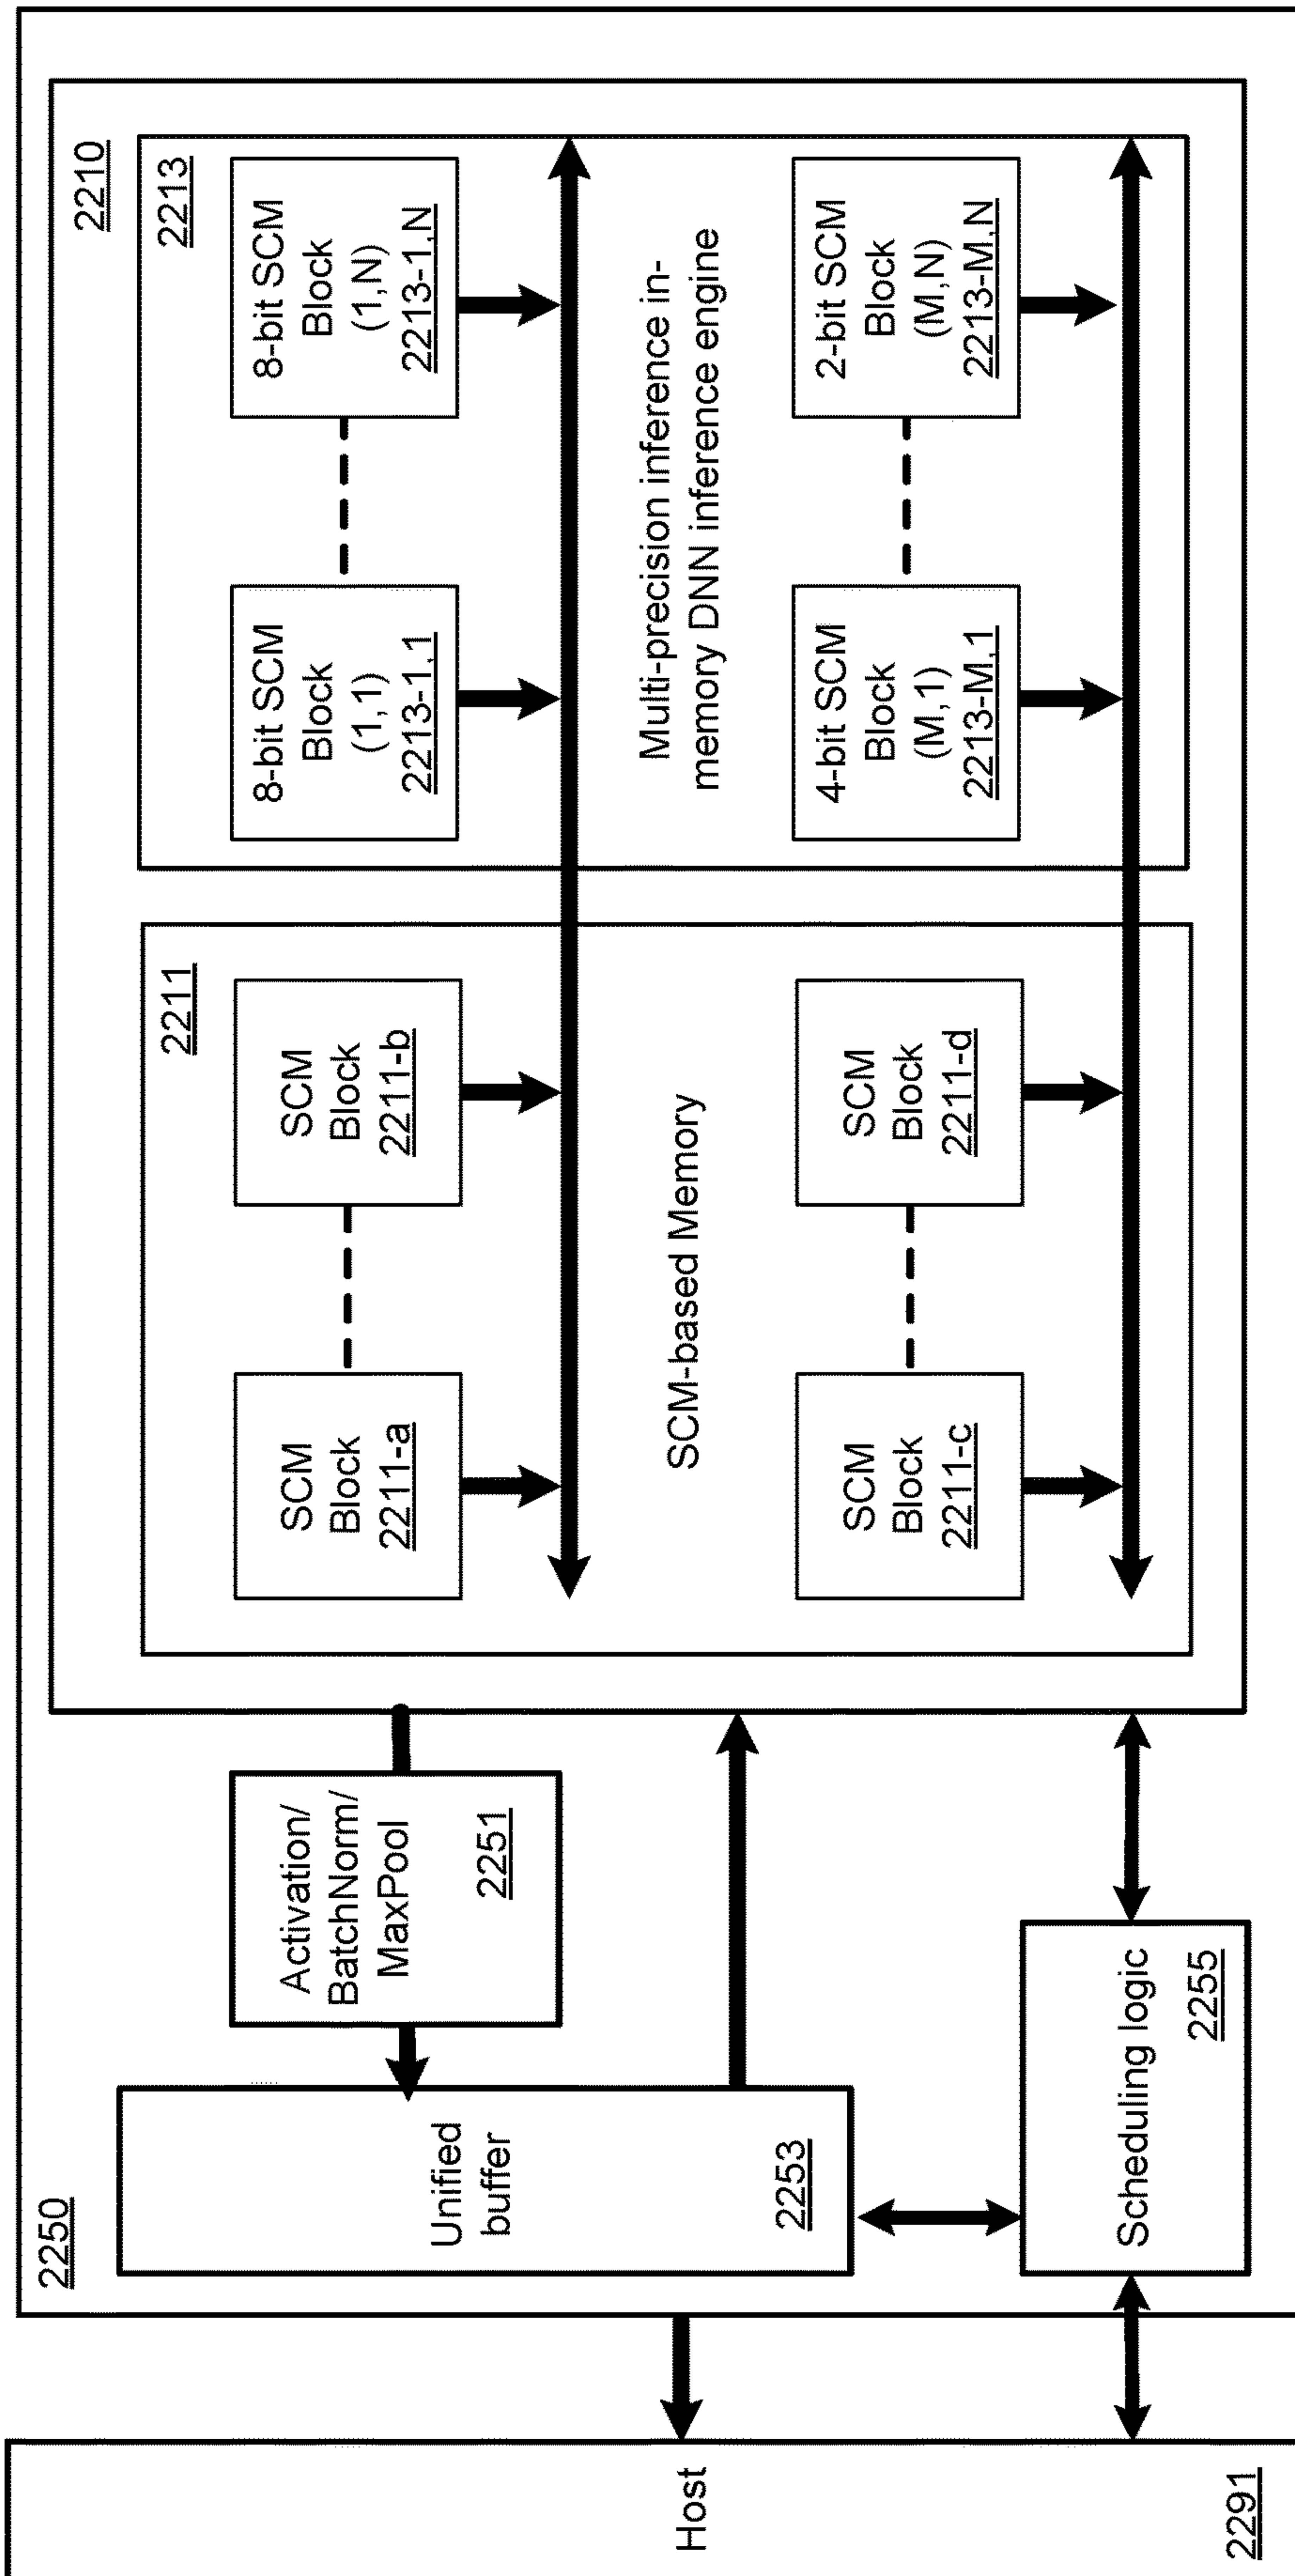 2250
2210
2211
2213
SCM
Block
2211-a
SCM
Block
2211-b
8-bit SCM
Block
(1,1)
2213-1,1
8-bit SCM
Block
(1,N)
2213-1,N
Activation/
BatchNorm/
MaxPool
2251
Unified
buffer
2253
Host
2291
SCM-based Memory
Multi-precision inference in-
memory DNN inference engine
SCM
Block
2211-c
SCM
Block
2211-d
4-bit SCM
Block
(M,1)
2213-M,1
2-bit SCM
Block
(M,N)
2213-M,N
Scheduling logic
2255